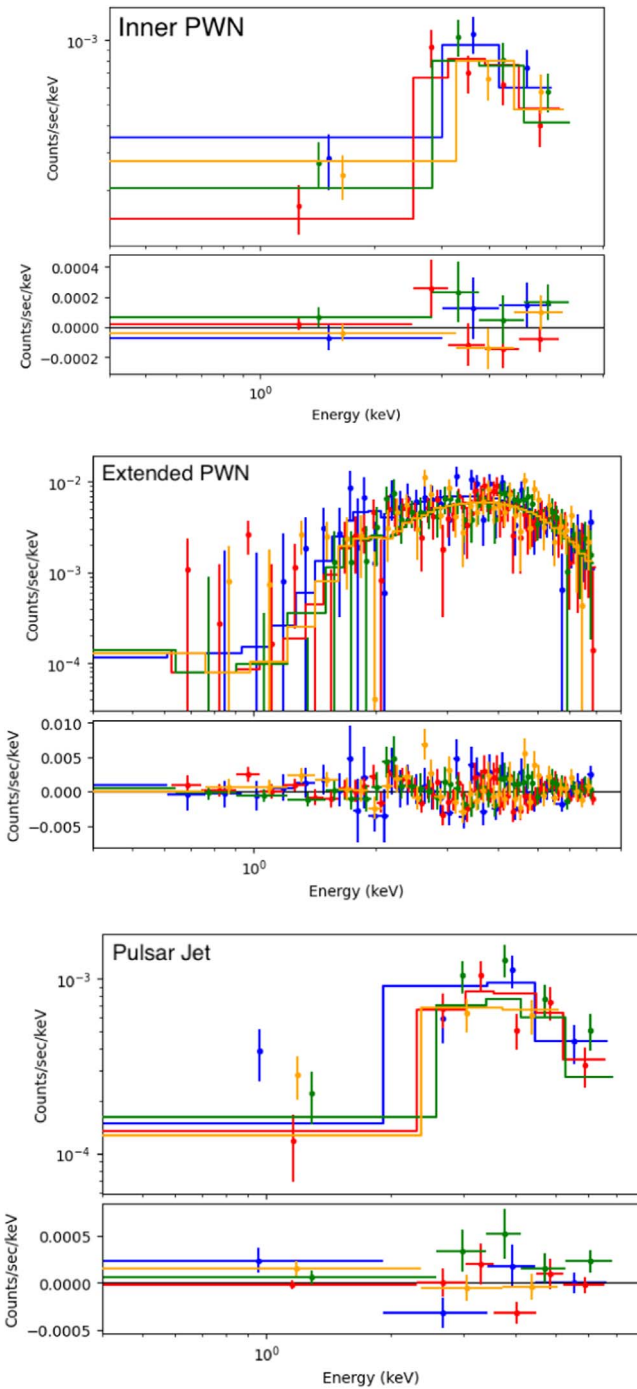 Inner PWN
10⁻³
Counts/sec/keV
0.0004
0.0002
0.0000
−0.0002
Counts/sec/keV
10⁰
Energy (keV)
Extended PWN
10⁻²
10⁻³
10⁻⁴
Counts/sec/keV
0.010
0.005
0.000
−0.005
Counts/sec/keV
10⁰
Energy (keV)
Pulsar Jet
10⁻³
10⁻⁴
Counts/sec/keV
0.0005
0.0000
−0.0005
Counts/sec/keV
10⁰
Energy (keV)